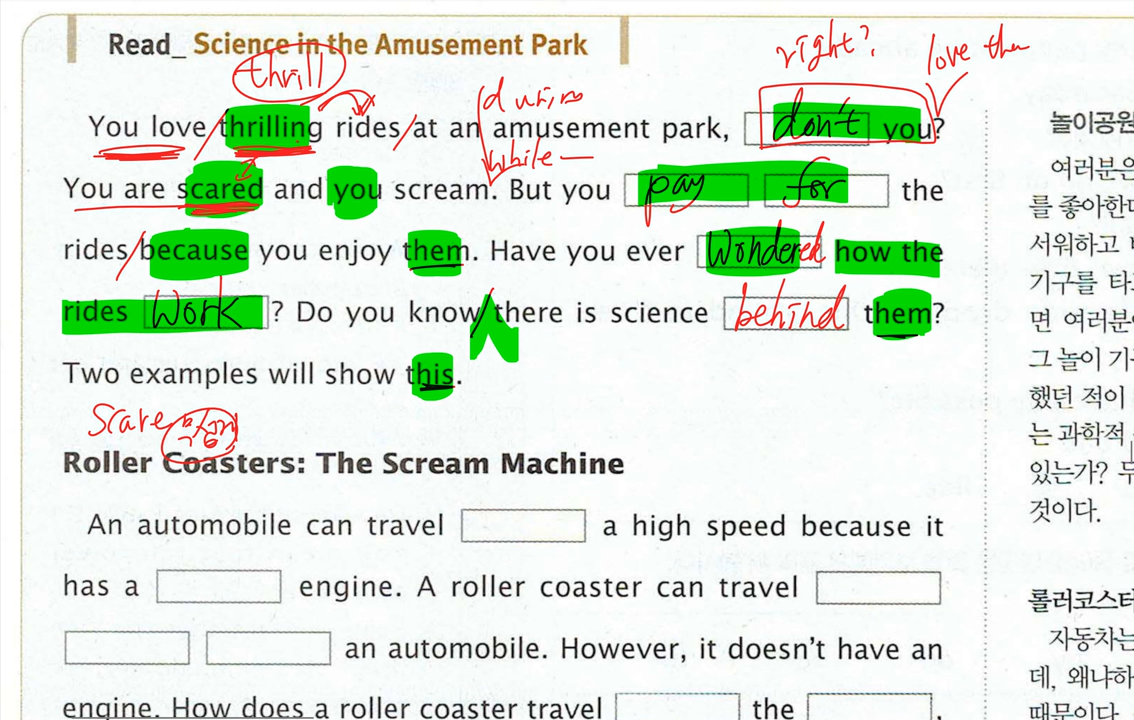 Read_ Science in the Amusement Park
thrill
right?
love the
during
You love / thrilling rides / at an amusement park, don't you?
while
You are scared and you scream. But you pay for the
rides / because you enjoy them. Have you ever wondered how the
rides work ? Do you know / there is science behind them?
Two examples will show this.
Scare
Roller Coasters: The Scream Machine
An automobile can travel a high speed because it
has a engine. A roller coaster can travel
an automobile. However, it doesn't have an
engine. How does a roller coaster travel the .
놀이공원
여러분은
를 좋아한다
서워하고
기구를 타
면 여러분
그 놀이 기
했던 적이
는 과학적
있는가? 두
것이다.
롤러코스터
자동차는
데, 왜냐하
때문이다